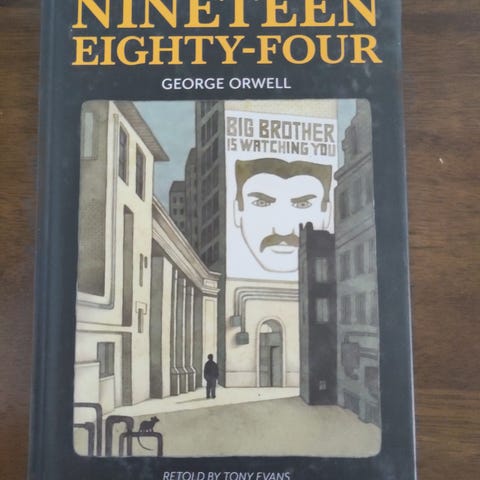 NINETEEN
EIGHTY-FOUR
GEORGE ORWELL
BIG BROTHER
IS WATCHING YOU
RETOLD BY TONY EVANS